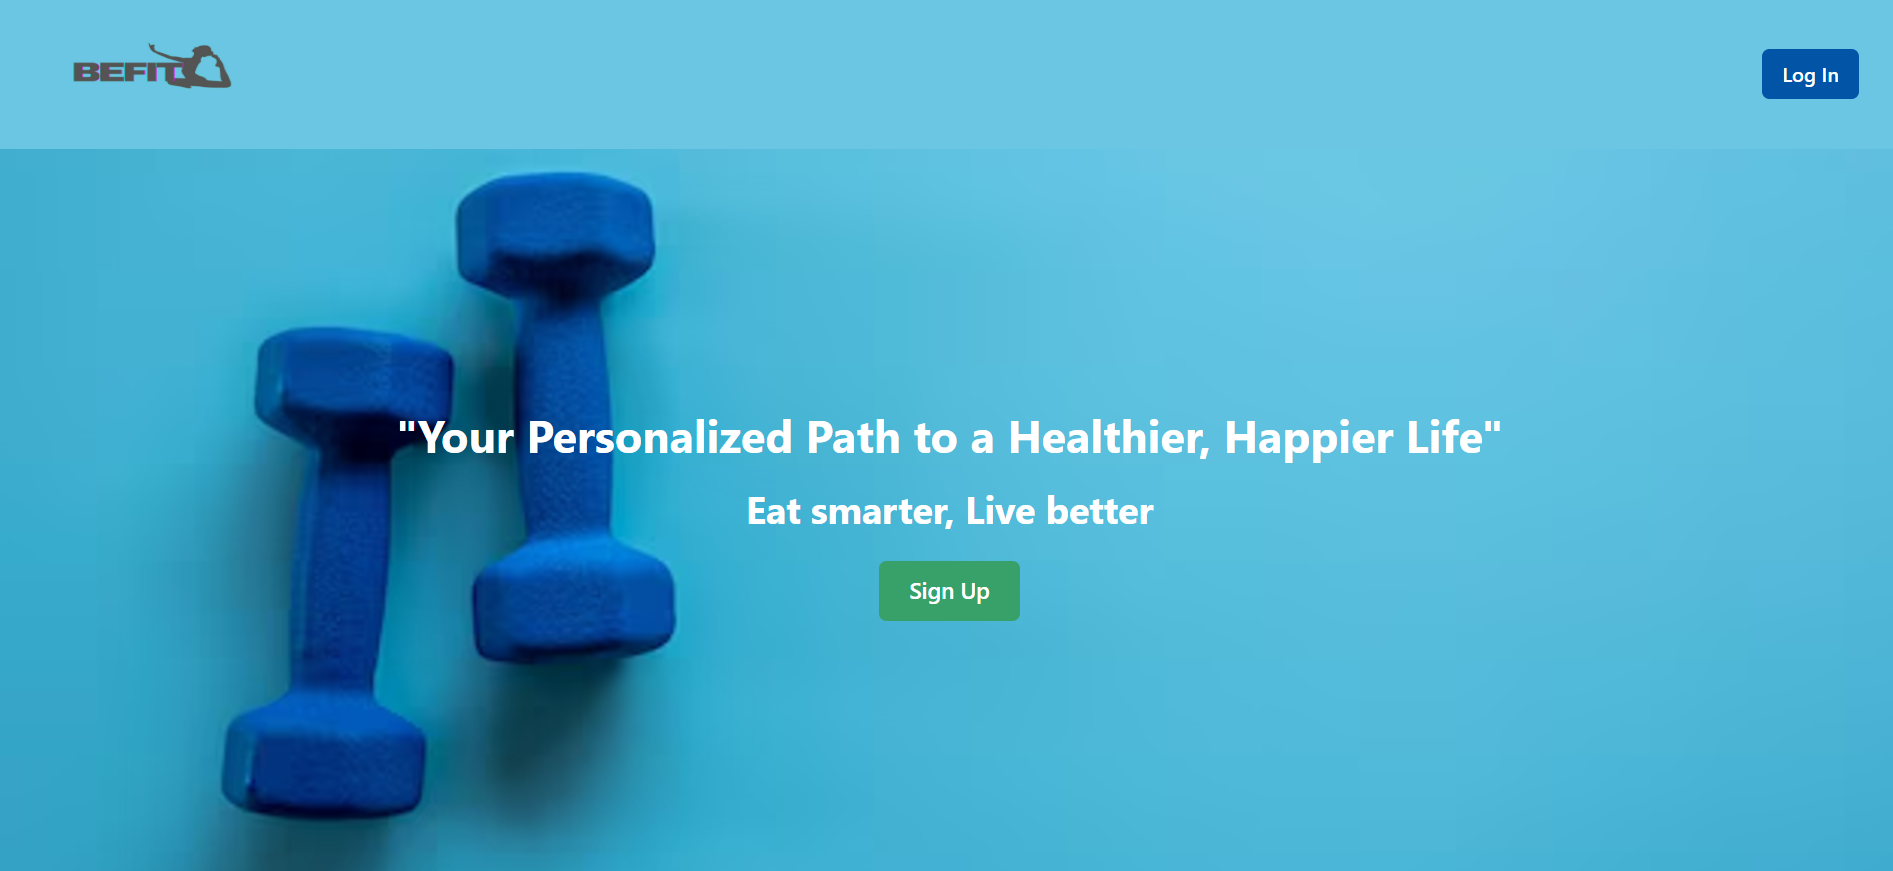 BEFIT
Log In
"Your Personalized Path to a Healthier, Happier Life"
Eat smarter, Live better
Sign Up